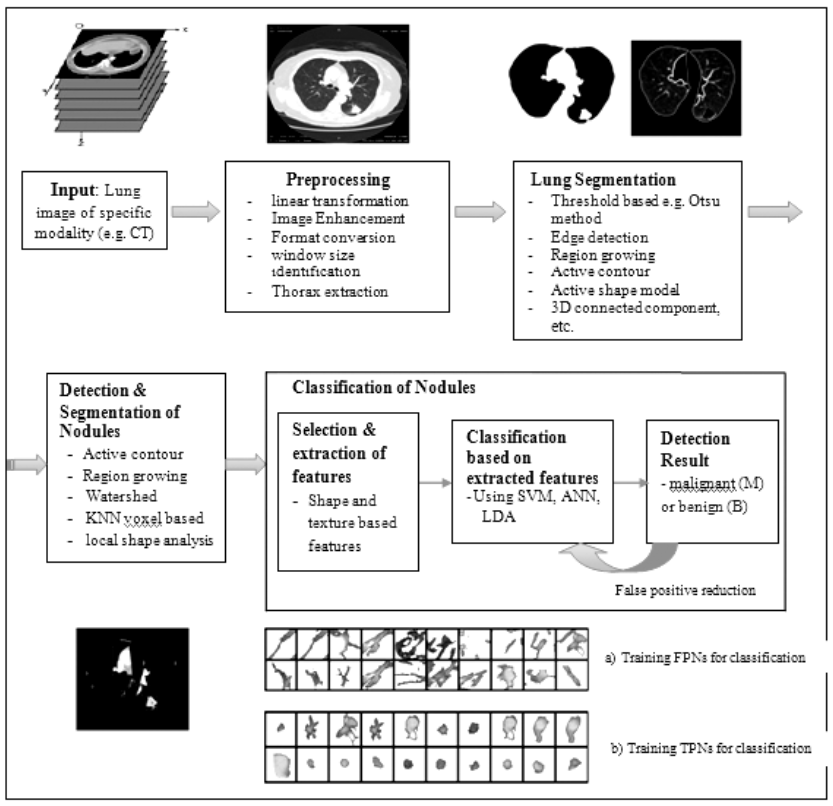 Input: Lung
image of specific
modality (e.g. CT)
Preprocessing
- linear transformation
- Image Enhancement
- Format conversion
- window size
identification
- Thorax extraction
Lung Segmentation
- Threshold based e.g. Otsu
method
- Edge detection
- Region growing
- Active contour
- Active shape model
- 3D connected component,
etc.
Detection &
Segmentation of
Nodules
- Active contour
- Region growing
- Watershed
- KNN voxel based
- local shape analysis
Classification of Nodules
Selection &
extraction of
features
- Shape and
texture based
features
Classification
based on
extracted features
-Using SVM, ANN,
LDA
Detection
Result
- malignant (M)
or benign (B)
False positive reduction
a) Training FPNs for classification
b) Training TPNs for classification